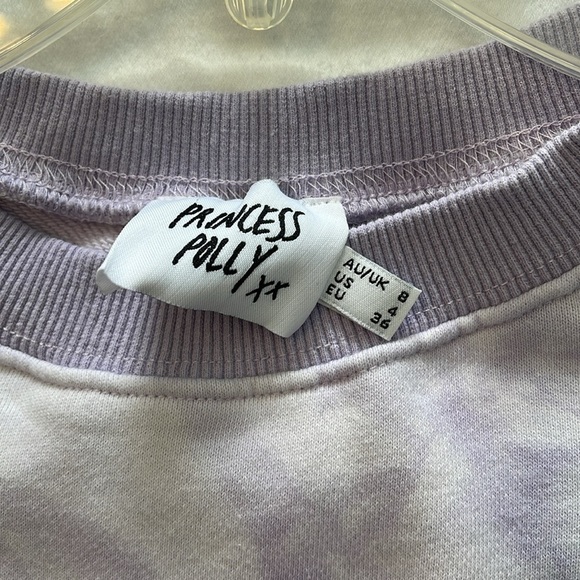 PRINCESS
POLLY
XX
AU/UK 8
US 4
EU 36